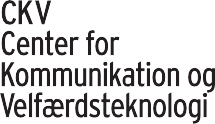 CKV
Center for
Kommunikation og
Velfærdsteknologi